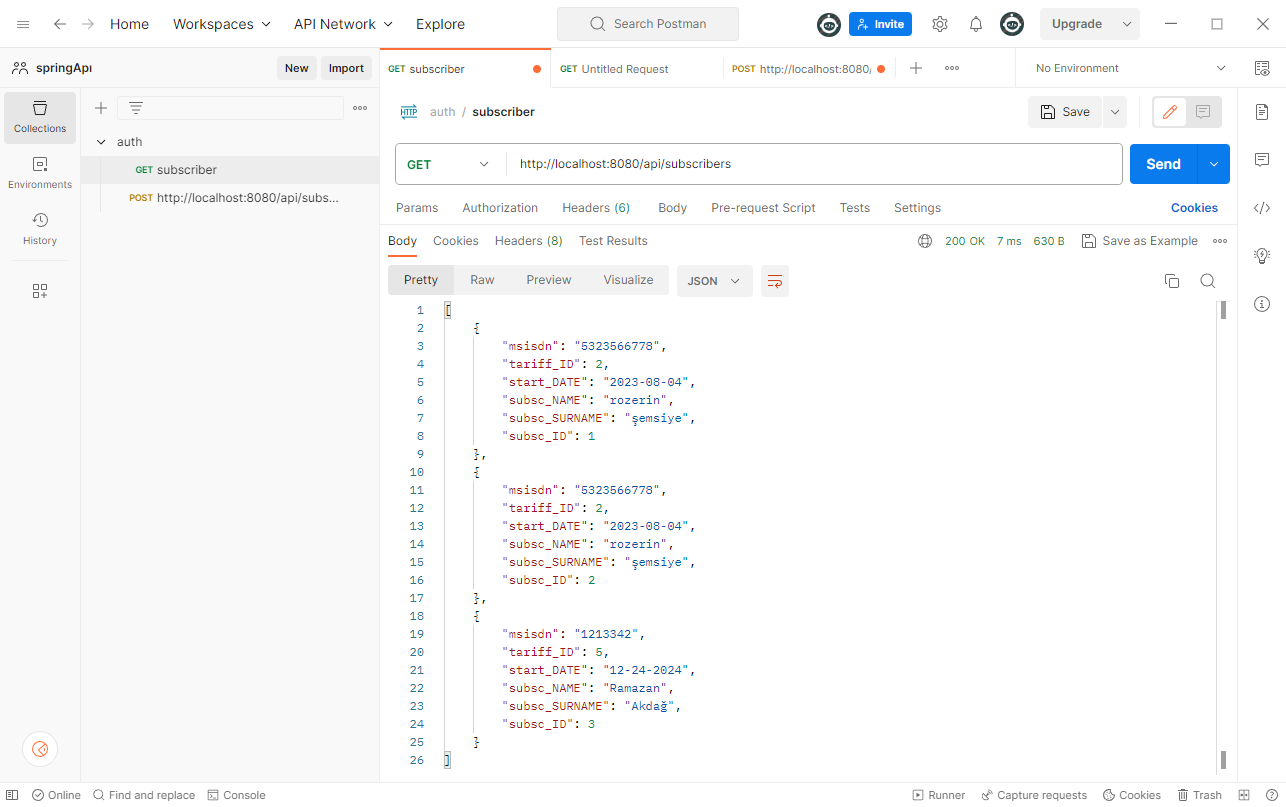 Home Workspaces API Network Explore Search Postman Invite Upgrade
springApı New Import GET subscriber GET Untitled Request POST http://localhost:8080/ No Environment
Collections
Environments
History
auth
GET subscriber
POST http://localhost:8080/api/subs...
HTTP auth / subscriber Save
GET http://localhost:8080/api/subscribers Send
Params Authorization Headers (6) Body Pre-request Script Tests Settings Cookies
Body Cookies Headers (8) Test Results 200 OK 7 ms 630 B Save as Example
Pretty Raw Preview Visualize JSON
1 [
2 {
3 "msisdn": "5323566778",
4 "tariff_ID": 2,
5 "start_DATE": "2023-08-04",
6 "subsc_NAME": "rozerin",
7 "subsc_SURNAME": "şemsiye",
8 "subsc_ID": 1
9 },
10 {
11 "msisdn": "5323566778",
12 "tariff_ID": 2,
13 "start_DATE": "2023-08-04",
14 "subsc_NAME": "rozerin",
15 "subsc_SURNAME": "şemsiye",
16 "subsc_ID": 2
17 },
18 {
19 "msisdn": "1213342",
20 "tariff_ID": 5,
21 "start_DATE": "12-24-2024",
22 "subsc_NAME": "Ramazan",
23 "subsc_SURNAME": "Akdağ",
24 "subsc_ID": 3
25 }
26 ]
Online Find and replace Console Runner Capture requests Cookies Trash